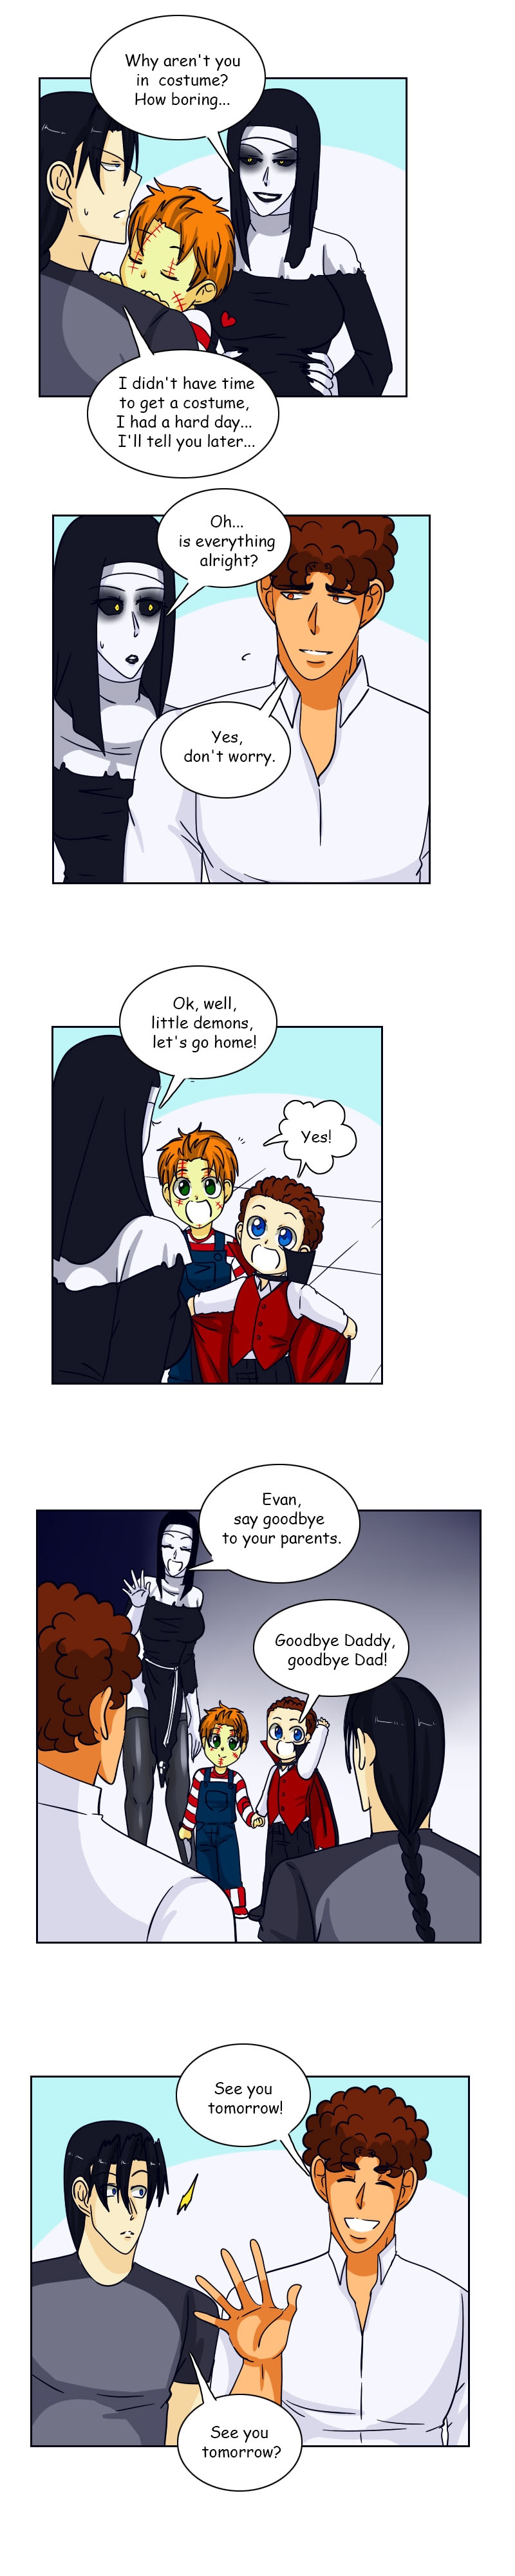 Why aren't you
in costume?
How boring...
I didn't have time
to get a costume,
I had a hard day...
I'll tell you later...
Oh...
is everything
alright?
Yes,
don't worry.
Ok, well,
little demons,
let's go home!
Yes!
Evan,
say goodbye
to your parents.
Goodbye Daddy,
goodbye Dad!
See you
tomorrow!
See you
tomorrow?